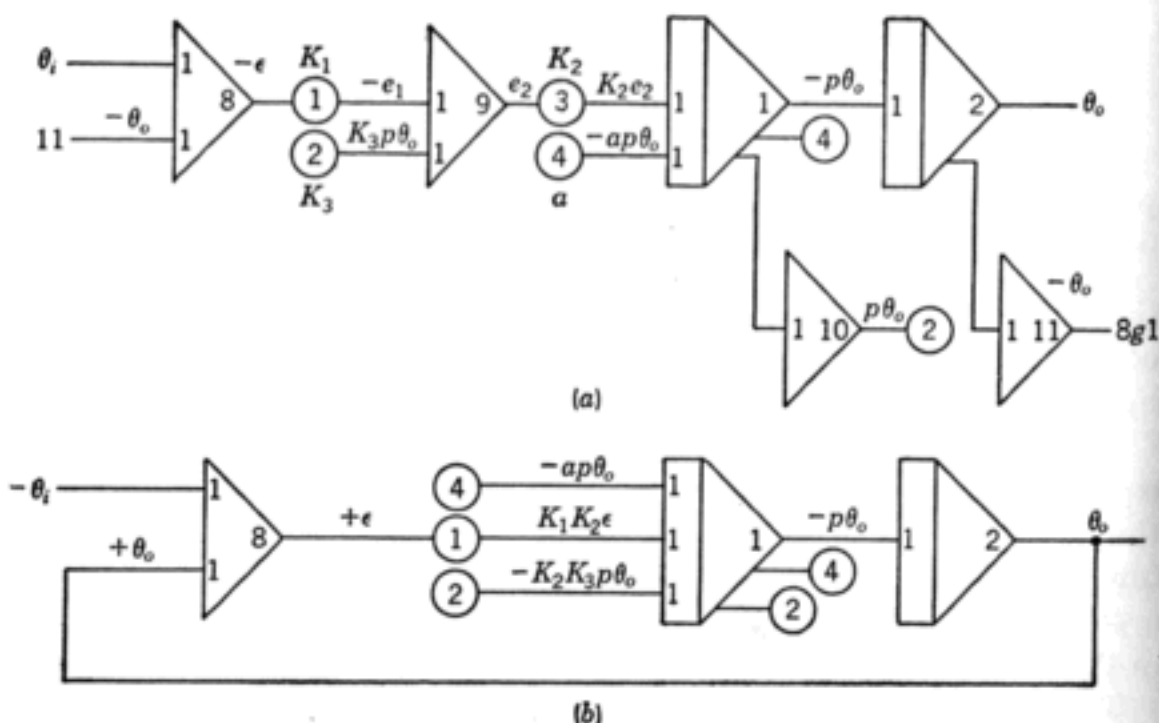 θᵢ 1 −ϵ K₁ −e₁ 1 e₂ K₂ K₂e₂ 1 −pθₒ 1 θₒ
8 1 9 3 1 2
11 −θₒ 1 2 K₃pθₒ 1 4 −apθₒ 1 4
K₃ a
−θₒ
1 10 pθₒ 2 1 11 8g1
(a)
−θᵢ 1 4 −apθₒ 1
+θₒ 1 8 +ϵ 1 K₁K₂ϵ 1 1 −pθₒ 1 2 θₒ
2 −K₂K₃pθₒ 1 4
2
(b)